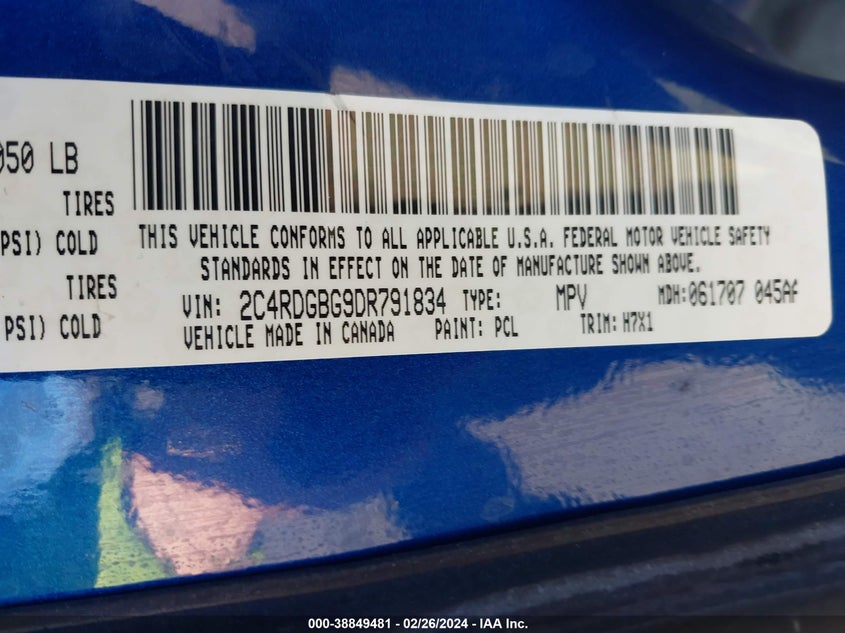 050 LB
TIRES
PSI) COLD
TIRES
PSI) COLD
THIS VEHICLE CONFORMS TO ALL APPLICABLE U.S.A. FEDERAL MOTOR VEHICLE SAFETY
STANDARDS IN EFFECT ON THE DATE OF MANUFACTURE SHOWN ABOVE.
VIN: 2C4RDGBG9DR791834 TYPE: MPV MDH:061707 045AF
VEHICLE MADE IN CANADA PAINT: PCL TRIM: H7X1
000-38849481 - 02/26/2024 - IAA Inc.